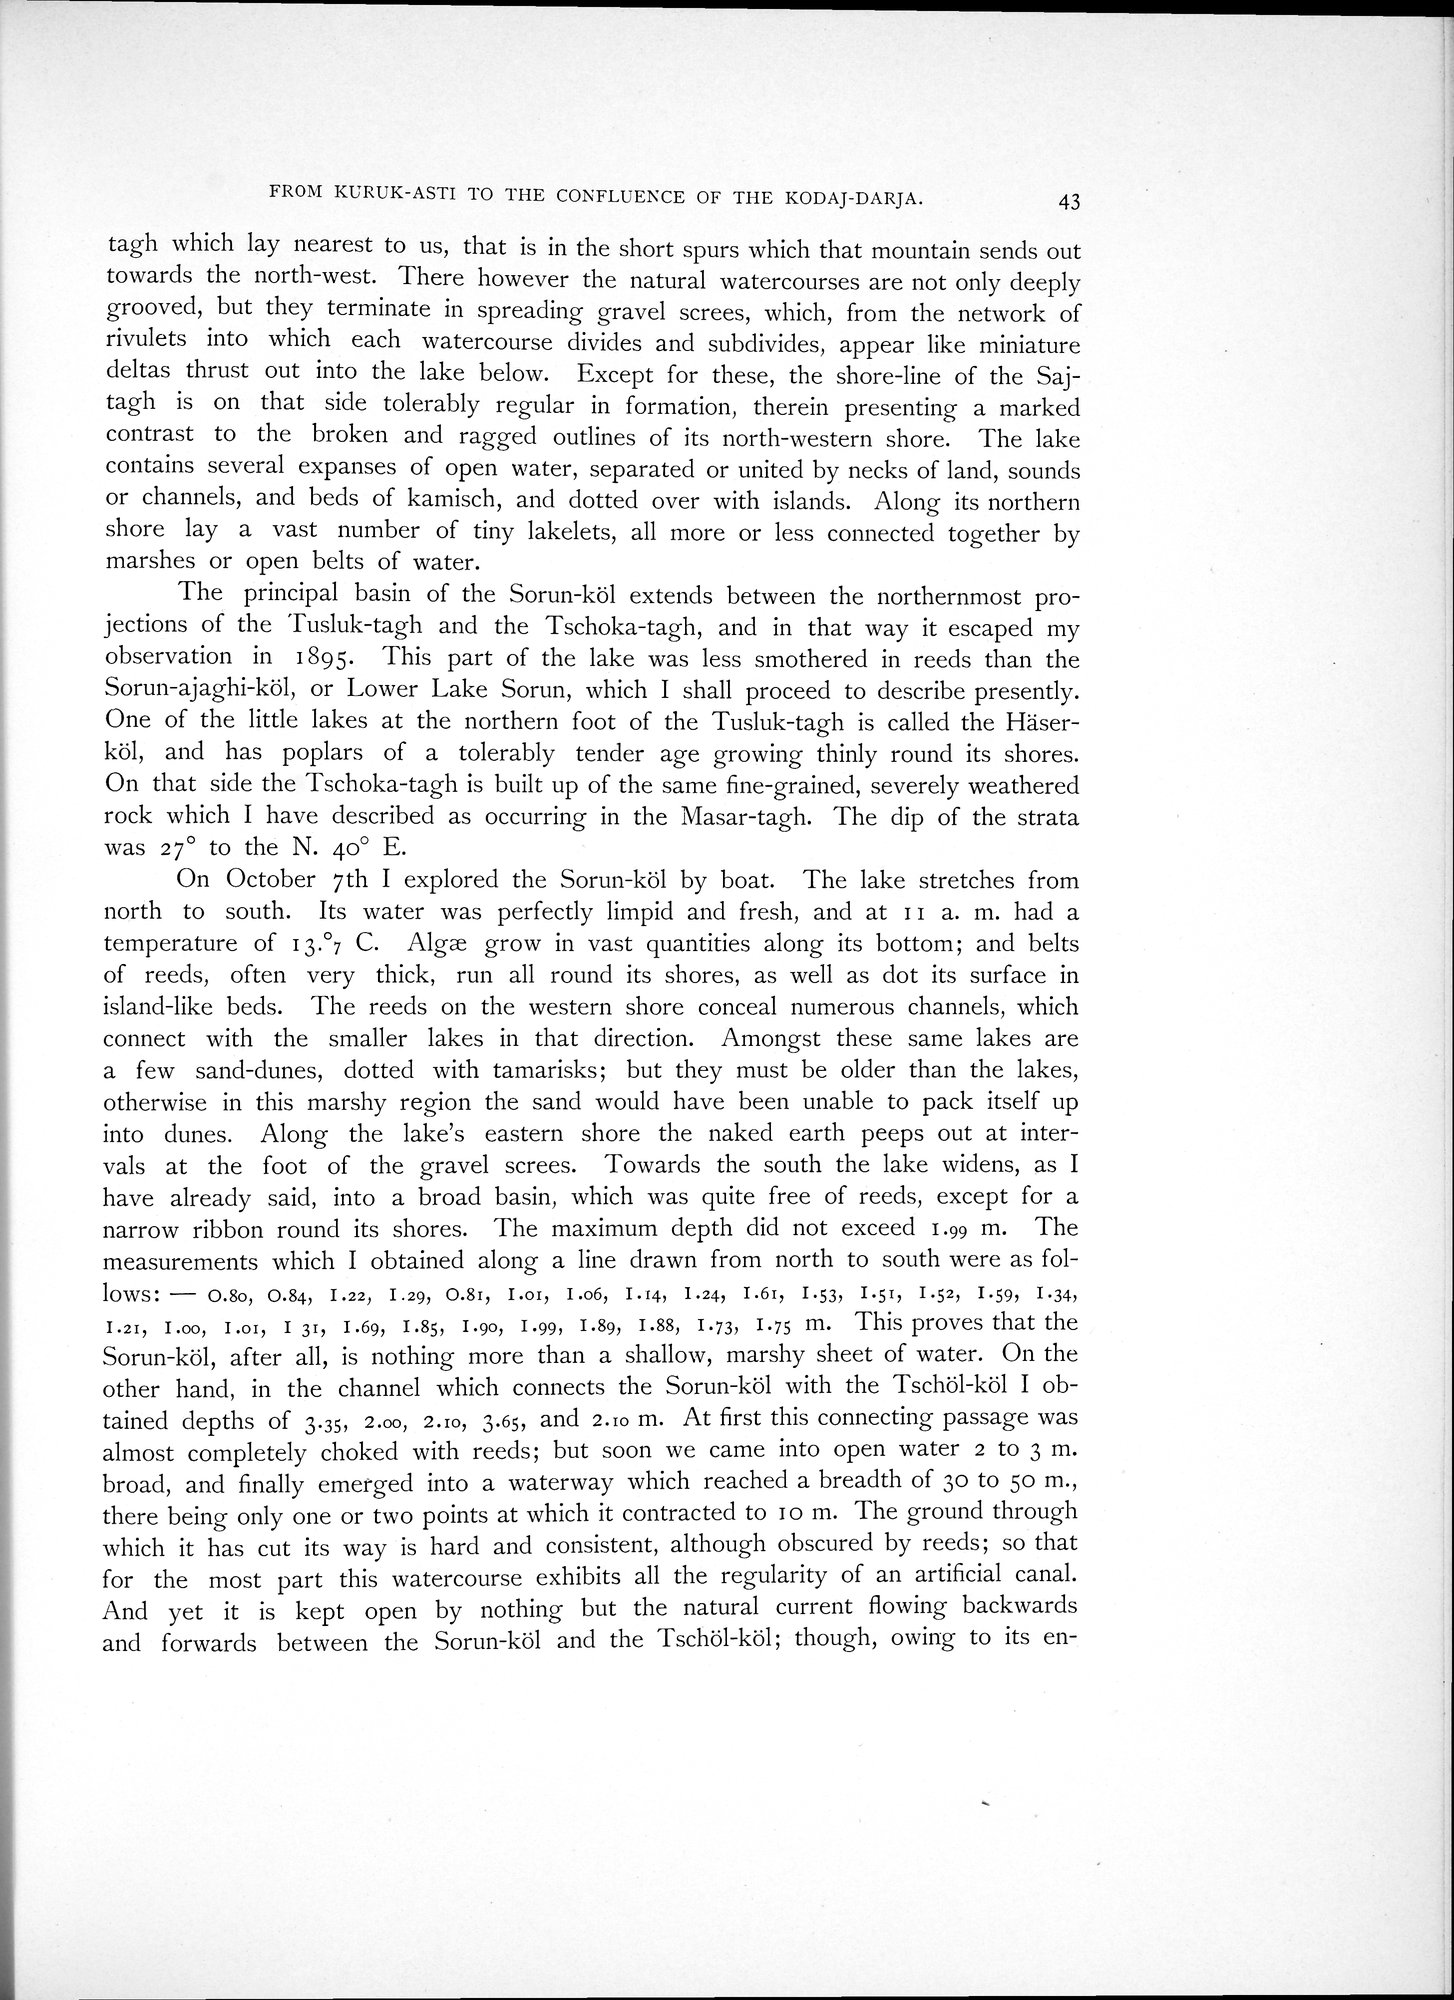 FROM KURUK-ASTI TO THE CONFLUENCE OF THE KODAJ-DARJA. 43
tagh which lay nearest to us, that is in the short spurs which that mountain sends out
towards the north-west. There however the natural watercourses are not only deeply
grooved, but they terminate in spreading gravel screes, which, from the network of
rivulets into which each watercourse divides and subdivides, appear like miniature
deltas thrust out into the lake below. Except for these, the shore-line of the Saj-
tagh is on that side tolerably regular in formation, therein presenting a marked
contrast to the broken and ragged outlines of its north-western shore. The lake
contains several expanses of open water, separated or united by necks of land, sounds
or channels, and beds of kamisch, and dotted over with islands. Along its northern
shore lay a vast number of tiny lakelets, all more or less connected together by
marshes or open belts of water.
The principal basin of the Sorun-köl extends between the northernmost pro-
jections of the Tusluk-tagh and the Tschoka-tagh, and in that way it escaped my
observation in 1895. This part of the lake was less smothered in reeds than the
Sorun-ajaghi-köl, or Lower Lake Sorun, which I shall proceed to describe presently.
One of the little lakes at the northern foot of the Tusluk-tagh is called the Häser-
köl, and has poplars of a tolerably tender age growing thinly round its shores.
On that side the Tschoka-tagh is built up of the same fine-grained, severely weathered
rock which I have described as occurring in the Masar-tagh. The dip of the strata
was 27° to the N. 40° E.
On October 7th I explored the Sorun-köl by boat. The lake stretches from
north to south. Its water was perfectly limpid and fresh, and at 11 a. m. had a
temperature of 13.°7 C. Algæ grow in vast quantities along its bottom; and belts
of reeds, often very thick, run all round its shores, as well as dot its surface in
island-like beds. The reeds on the western shore conceal numerous channels, which
connect with the smaller lakes in that direction. Amongst these same lakes are
a few sand-dunes, dotted with tamarisks; but they must be older than the lakes,
otherwise in this marshy region the sand would have been unable to pack itself up
into dunes. Along the lake's eastern shore the naked earth peeps out at inter-
vals at the foot of the gravel screes. Towards the south the lake widens, as I
have already said, into a broad basin, which was quite free of reeds, except for a
narrow ribbon round its shores. The maximum depth did not exceed 1.99 m. The
measurements which I obtained along a line drawn from north to south were as fol-
lows: — 0.80, 0.84, 1.22, 1.29, 0.81, 1.01, 1.06, 1.14, 1.24, 1.61, 1.53, 1.51, 1.52, 1.59, 1.34,
1.21, 1.00, 1.01, 1 31, 1.69, 1.85, 1.90, 1.99, 1.89, 1.88, 1.73, 1.75 m. This proves that the
Sorun-köl, after all, is nothing more than a shallow, marshy sheet of water. On the
other hand, in the channel which connects the Sorun-köl with the Tschöl-köl I ob-
tained depths of 3.35, 2.00, 2.10, 3.65, and 2.10 m. At first this connecting passage was
almost completely choked with reeds; but soon we came into open water 2 to 3 m.
broad, and finally emerged into a waterway which reached a breadth of 30 to 50 m.,
there being only one or two points at which it contracted to 10 m. The ground through
which it has cut its way is hard and consistent, although obscured by reeds; so that
for the most part this watercourse exhibits all the regularity of an artificial canal.
And yet it is kept open by nothing but the natural current flowing backwards
and forwards between the Sorun-köl and the Tschöl-köl; though, owing to its en-